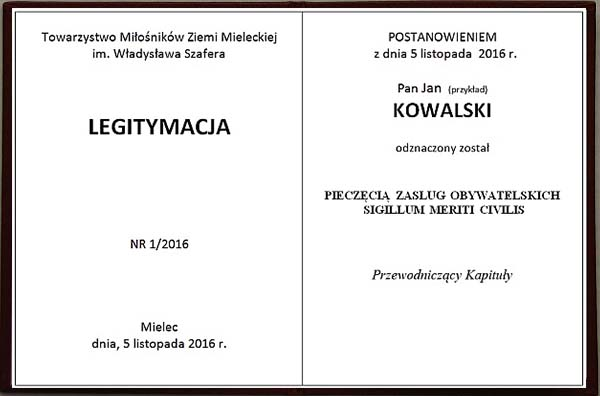 Towarzystwo Miłośników Ziemi Mieleckiej
im. Władysława Szafera
LEGITYMACJA
NR 1/2016
Mielec
dnia, 5 listopada 2016 r.
POSTANOWIENIEM
z dnia 5 listopada 2016 r.
Pan Jan (przykład)
KOWALSKI
odznaczony został
PIECZĘCIĄ ZASŁUG OBYWATELSKICH
SIGILLUM MERITI CIVILIS
Przewodniczący Kapituły